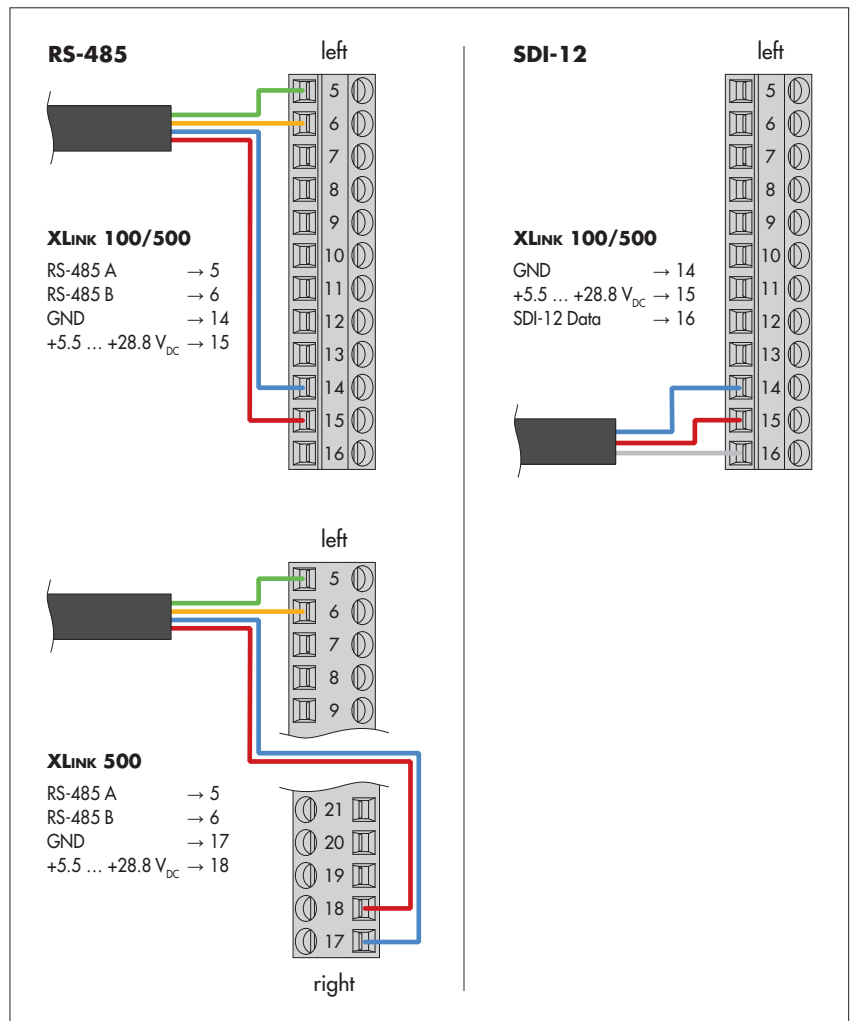 RS-485
left
5
6
7
8
9
10
11
12
13
14
15
16
XLINK 100/500
RS-485 A → 5
RS-485 B → 6
GND → 14
+5.5 … +28.8 VDC → 15
left
5
6
7
8
9
XLINK 500
RS-485 A → 5
RS-485 B → 6
GND → 17
+5.5 … +28.8 VDC → 18
21
20
19
18
17
right
SDI-12
left
5
6
7
8
9
10
11
12
13
14
15
16
XLINK 100/500
GND → 14
+5.5 … +28.8 VDC → 15
SDI-12 Data → 16